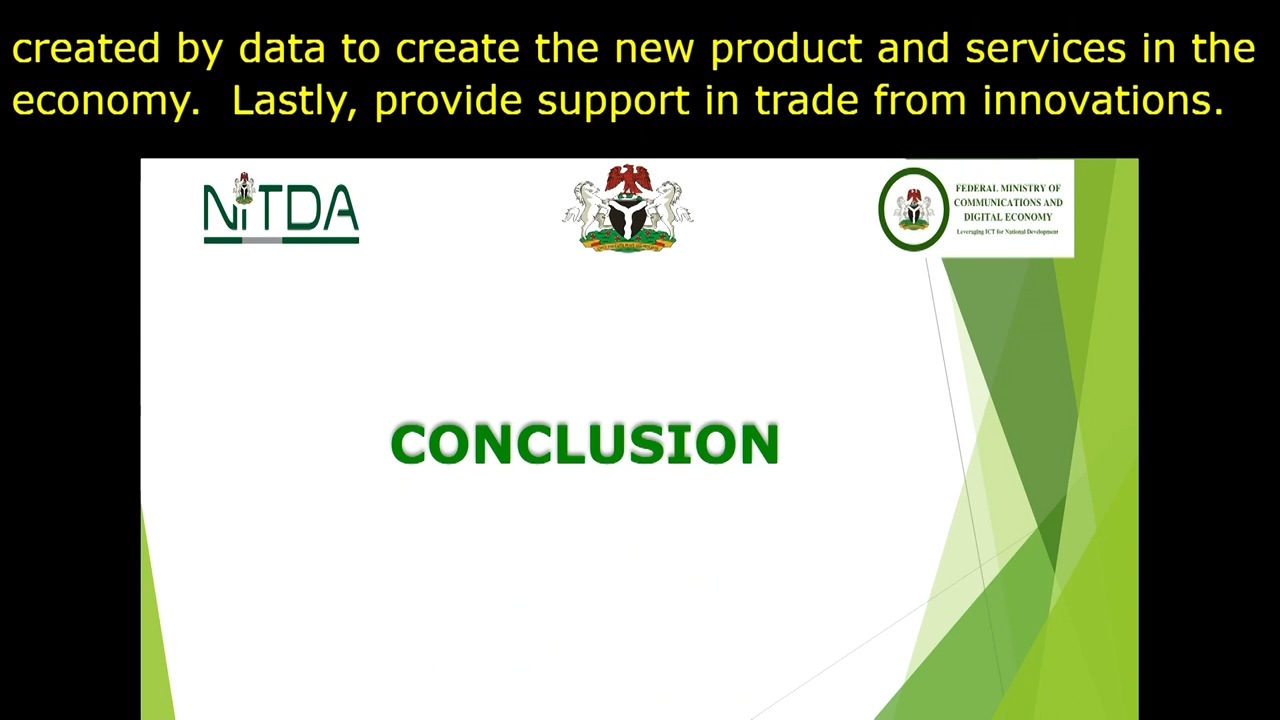 created by data to create the new product and services in the
economy.  Lastly, provide support in trade from innovations.
NiTDA
FEDERAL MINISTRY OF
COMMUNICATIONS AND
DIGITAL ECONOMY
Leveraging ICT for National Development
CONCLUSION